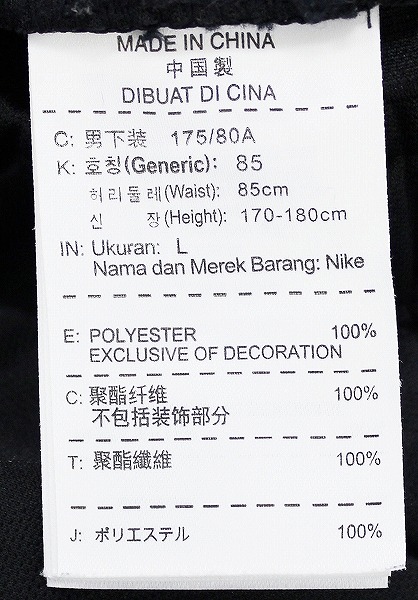 MADE IN CHINA
中国製
DIBUAT DI CINA
C: 男下装 175/80A
K: 호칭(Generic): 85
허리둘레(Waist): 85cm
신 장(Height): 170-180cm
IN: Ukuran: L
Nama dan Merek Barang: Nike
E: POLYESTER 100%
EXCLUSIVE OF DECORATION
C: 聚酯纤维 100%
不包括装饰部分
T: 聚酯纖維 100%
J: ポリエステル 100%